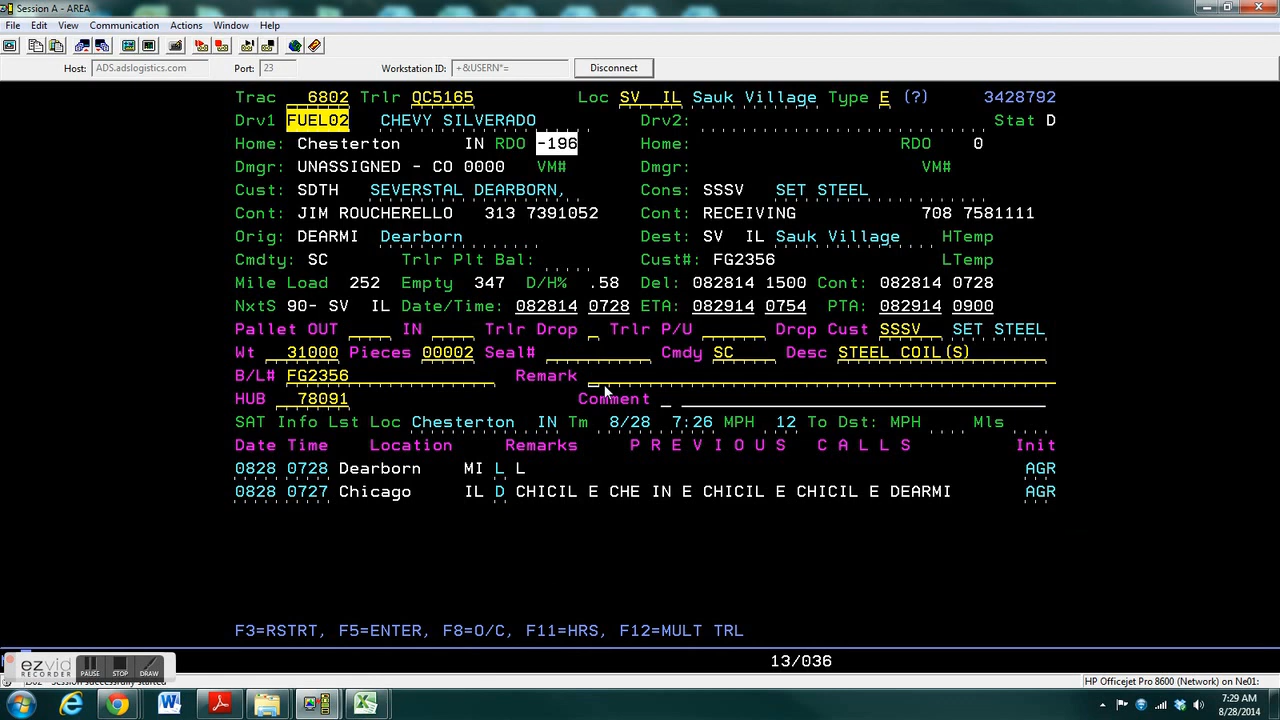 Session A - AREA
File Edit View Communication Actions Window Help
Host: ADS.adslogistics.com Port: 23 Workstation ID: +&USERN*= Disconnect
Trac 6802 Trlr QC5165 Loc SV IL Sauk Village Type E (?) 3428792
Drv1 FUEL02 CHEVY SILVERADO Drv2: Stat D
Home: Chesterton IN RDO -196 Home: RDO 0
Dmgr: UNASSIGNED - CO 0000 VM# Dmgr: VM#
Cust: SDTH SEVERSTAL DEARBORN, Cons: SSSV SET STEEL
Cont: JIM ROUCHERELLO 313 7391052 Cont: RECEIVING 708 7581111
Orig: DEARMI Dearborn Dest: SV IL Sauk Village HTemp
Cmdty: SC Trlr Plt Bal: Cust#: FG2356 LTemp
Mile Load 252 Empty 347 D/H% .58 Del: 082814 1500 Cont: 082814 0728
NxtS 90- SV IL Date/Time: 082814 0728 ETA: 082914 0754 PTA: 082914 0900
Pallet OUT IN Trlr Drop Trlr P/U Drop Cust SSSV SET STEEL
Wt 31000 Pieces 00002 Seal# Cmdy SC Desc STEEL COIL(S)
B/L# FG2356 Remark
HUB 78091 Comment
SAT Info Lst Loc Chesterton IN Tm 8/28 7:26 MPH 12 To Dst: MPH Mls
Date Time Location Remarks P R E V I O U S C A L L S Init
0828 0728 Dearborn MI L L AGR
0828 0727 Chicago IL D CHICIL E CHE IN E CHICIL E CHICIL E DEARMI AGR
F3=RSTRT, F5=ENTER, F8=O/C, F11=HRS, F12=MULT TRL
13/036
ezvid
RECORDER
PAUSE STOP DRAW
HP Officejet Pro 8600 (Network) on Ne01:
7:29 AM
8/28/2014